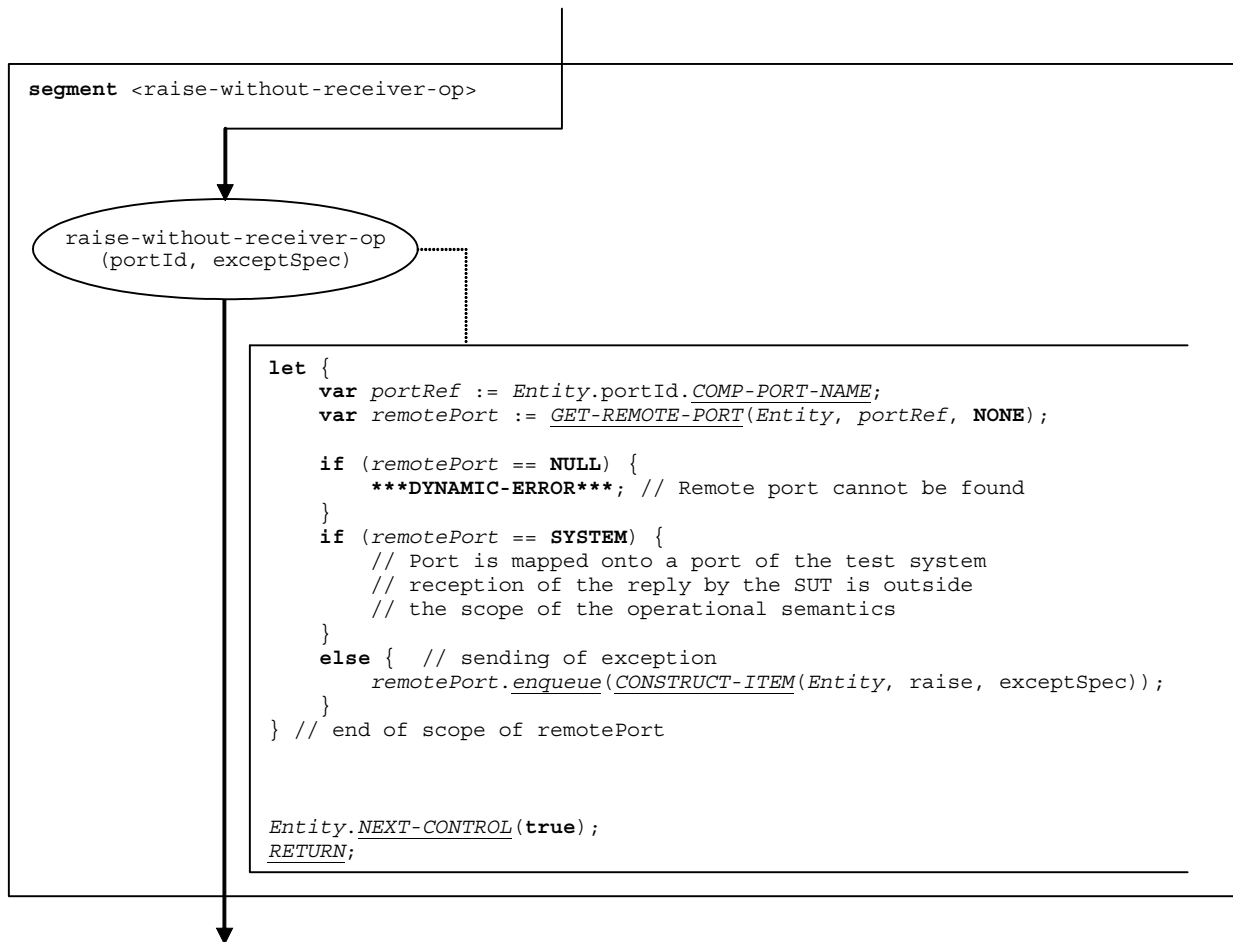 segment <raise-without-receiver-op>
raise-without-receiver-op
(portId, exceptSpec)
let {
var portRef := Entity.portId.COMP-PORT-NAME;
var remotePort := GET-REMOTE-PORT(Entity, portRef, NONE);
if (remotePort == NULL) {
***DYNAMIC-ERROR***; // Remote port cannot be found
}
if (remotePort == SYSTEM) {
// Port is mapped onto a port of the test system
// reception of the reply by the SUT is outside
// the scope of the operational semantics
}
else { // sending of exception
remotePort.enqueue(CONSTRUCT-ITEM(Entity, raise, exceptSpec));
}
} // end of scope of remotePort
Entity.NEXT-CONTROL(true);
RETURN;